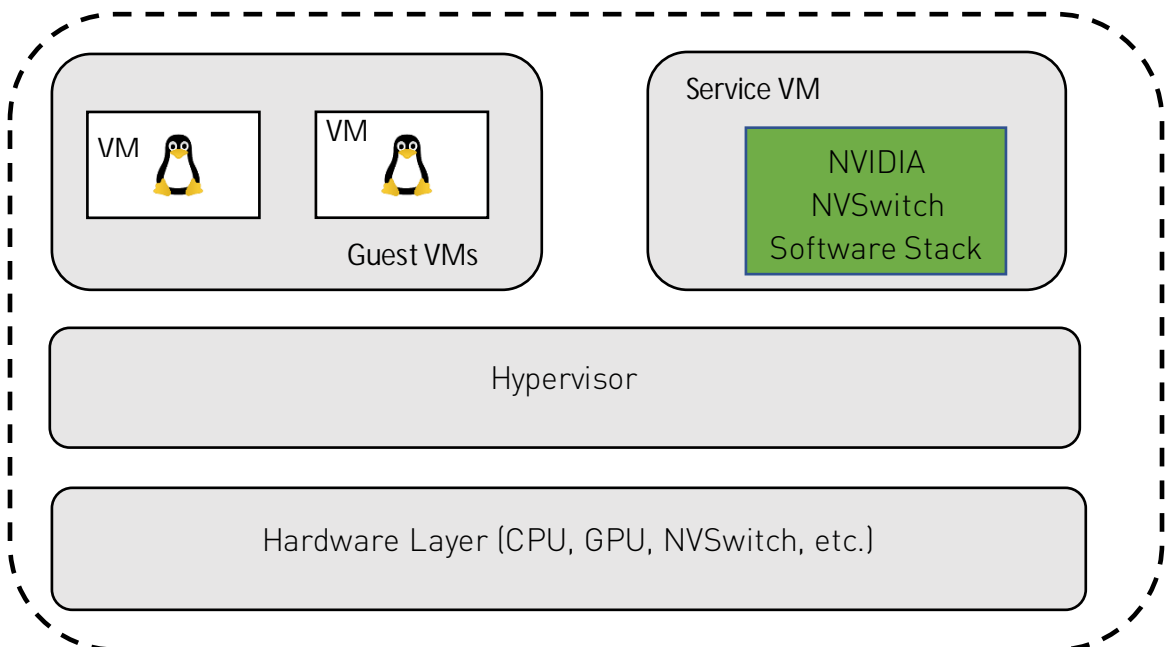 VM
VM
Guest VMs
Service VM
NVIDIA
NVSwitch
Software Stack
Hypervisor
Hardware Layer (CPU, GPU, NVSwitch, etc.)